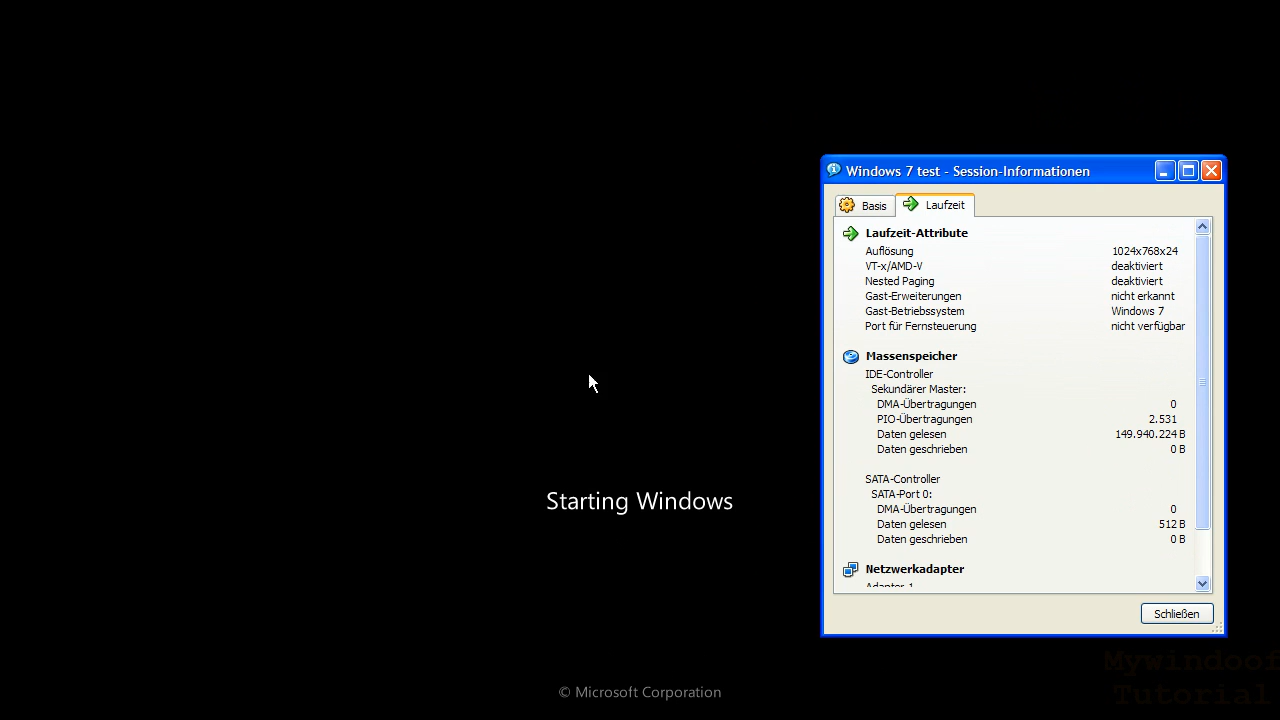 Windows 7 test - Session-Informationen
Basis
Laufzeit
Laufzeit-Attribute
Auflösung 1024x768x24
VT-x/AMD-V deaktiviert
Nested Paging deaktiviert
Gast-Erweiterungen nicht erkannt
Gast-Betriebssystem Windows 7
Port für Fernsteuerung nicht verfügbar
Massenspeicher
IDE-Controller
Sekundärer Master:
DMA-Übertragungen 0
PIO-Übertragungen 2.531
Daten gelesen 149.940.224 B
Daten geschrieben 0 B
SATA-Controller
SATA-Port 0:
DMA-Übertragungen 0
Daten gelesen 512 B
Daten geschrieben 0 B
Netzwerkadapter
Adapter 1
Schließen
Starting Windows
© Microsoft Corporation
Mywindoof
Tutorial